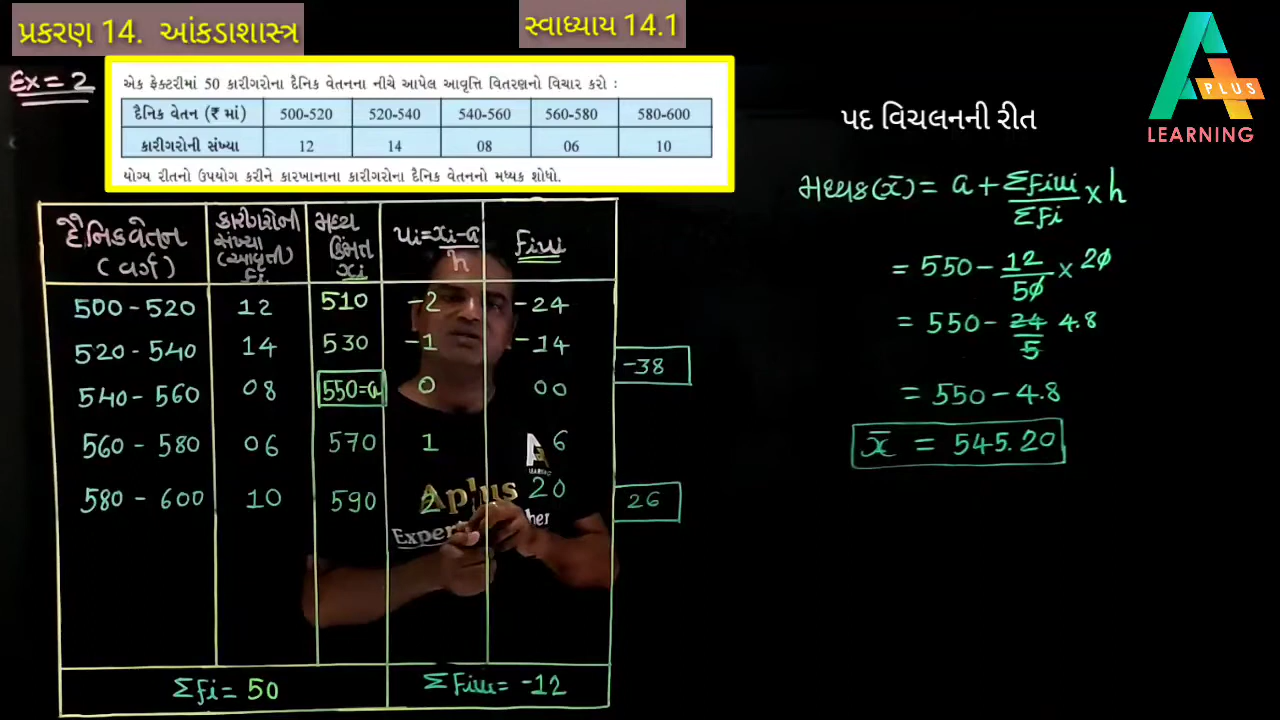 પ્રકરણ 14. આંકડાશાસ્ત્ર
સ્વાધ્યાય 14.1
A
PLUS
LEARNING
Ex = 2
એક ફેક્ટરીમાં 50 કારીગરોના દૈનિક વેતનના નીચે આપેલ આવૃત્તિ વિતરણનો વિચાર કરો :
દૈનિક વેતન (₹ માં) 500-520 520-540 540-560 560-580 580-600
કારીગરોની સંખ્યા 12 14 08 06 10
યોગ્ય રીતનો ઉપયોગ કરીને કારખાનાના કારીગરોના દૈનિક વેતનનો મધ્યક શોધો.
દૈનિકવેતન (વર્ગ) કારીગરોની સંખ્યા (આવૃત્તી) fi મધ્ય કિંમત xi ui = xi-a/h fiui
500 - 520 12 510 -2 -24
520 - 540 14 530 -1 -14
-38
540 - 560 08 550=a 0 00
560 - 580 06 570 1 6
580 - 600 10 590 2 20
26
Σfi = 50 Σfiui = -12
A
LEARNING
Aplus
Expert her
પદ વિચલનની રીત
મધ્યક(x̄) = a + Σfiui/Σfi × h
= 550 - 12/50 × 20
= 550 - 24/5 4.8
= 550 - 4.8
x̄ = 545.20